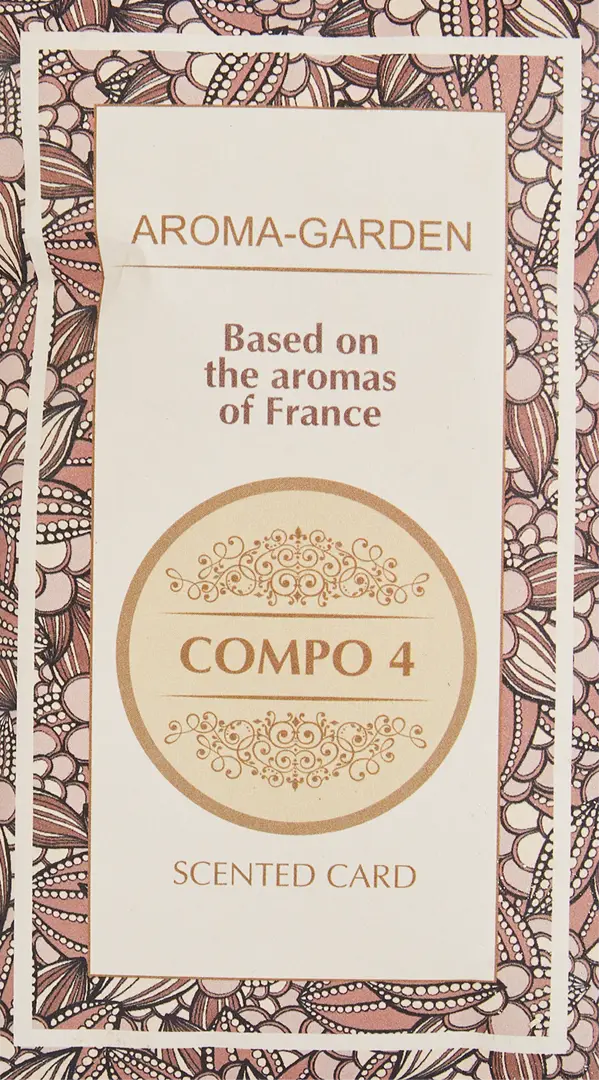 AROMA-GARDEN
Based on
the aromas
of France
COMPO 4
SCENTED CARD